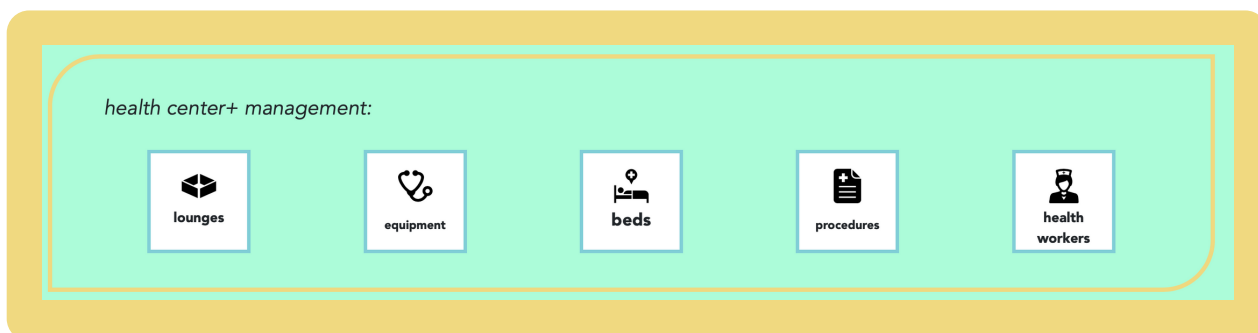 health center+ management:
lounges
equipment
beds
procedures
health
workers